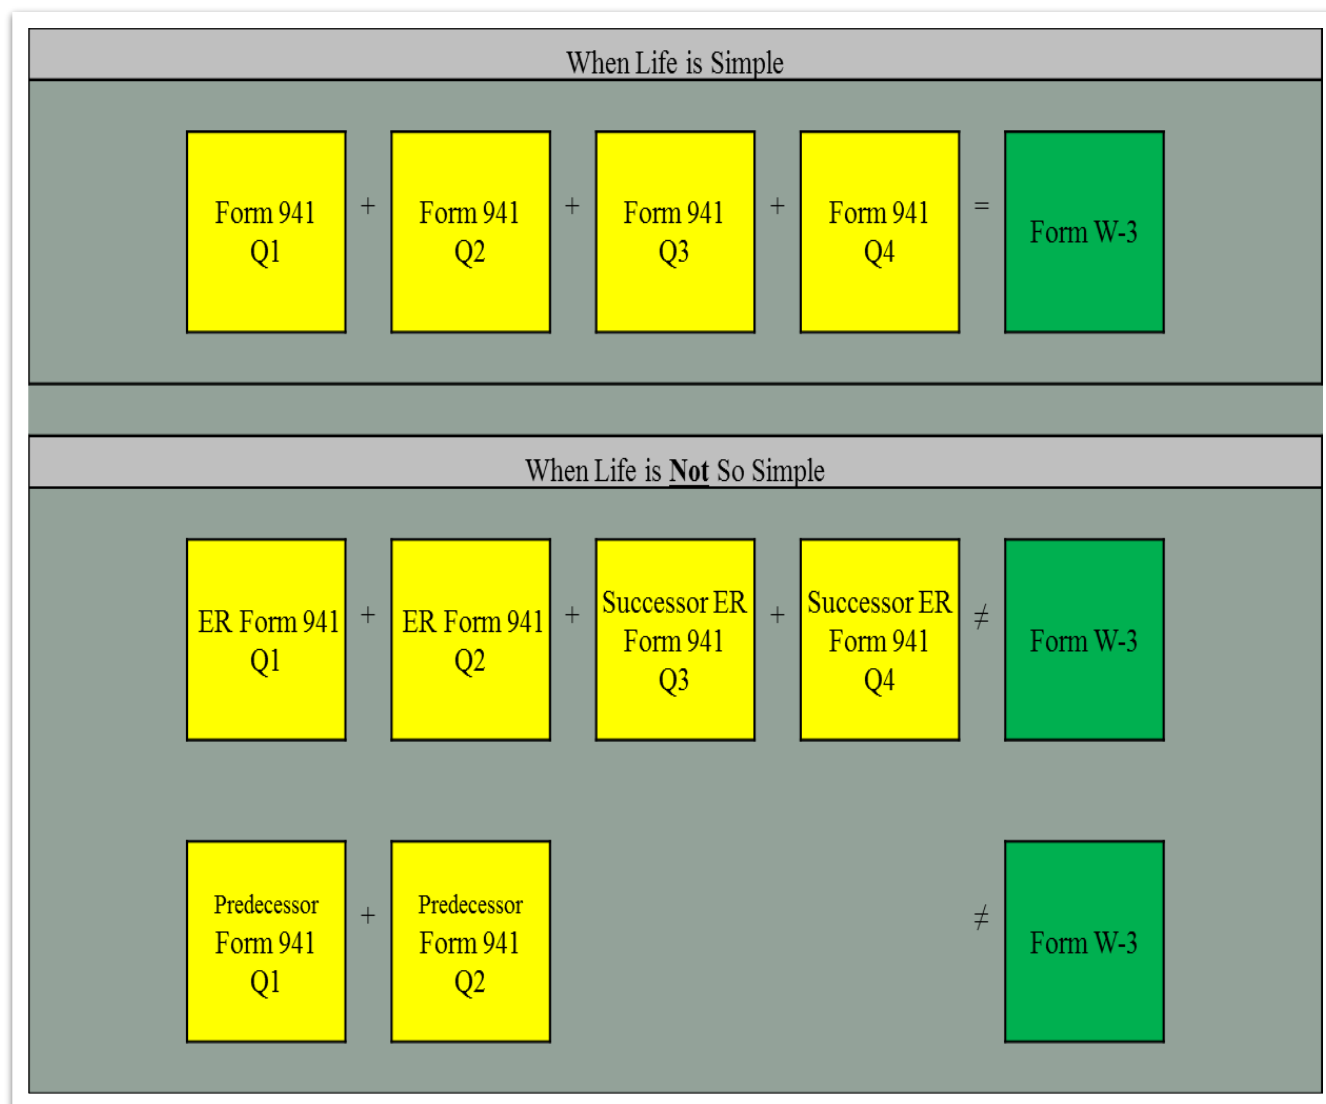 When Life is Simple
Form 941
Q1
+
Form 941
Q2
+
Form 941
Q3
+
Form 941
Q4
=
Form W-3
When Life is Not So Simple
ER Form 941
Q1
+
ER Form 941
Q2
+
Successor ER
Form 941
Q3
+
Successor ER
Form 941
Q4
≠
Form W-3
Predecessor
Form 941
Q1
+
Predecessor
Form 941
Q2
≠
Form W-3